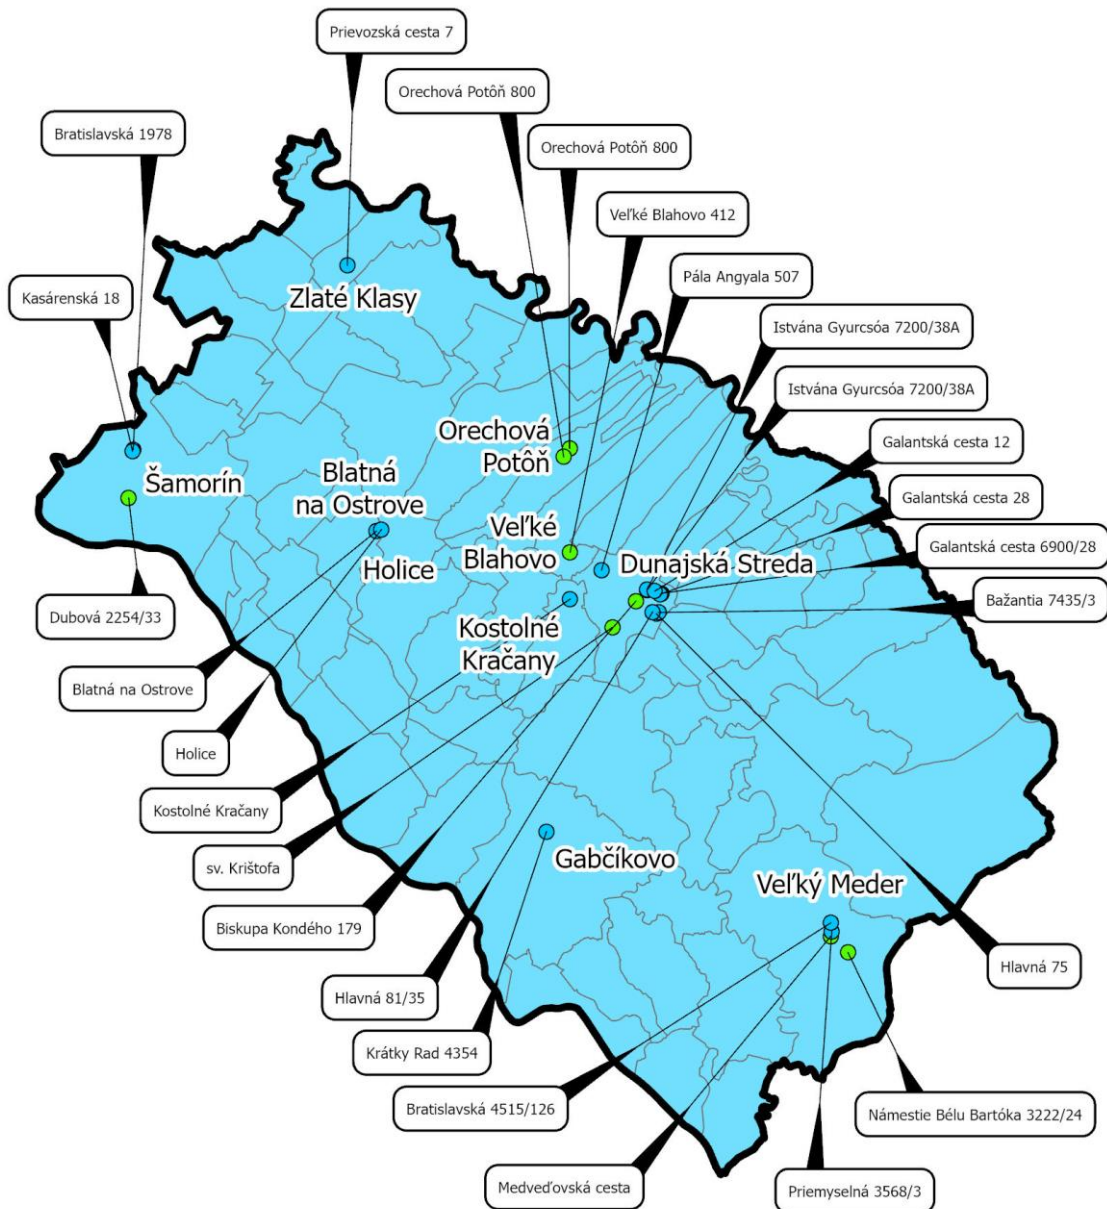 Prievozská cesta 7
Orechová Potôň 800
Bratislavská 1978
Orechová Potôň 800
Veľké Blahovo 412
Pála Angyala 507
Kasárenská 18
Zlaté Klasy
Istvána Gyurcsóa 7200/38A
Istvána Gyurcsóa 7200/38A
Orechová
Potôň
Galantská cesta 12
Šamorín
Blatná
na Ostrove
Galantská cesta 28
Veľké
Blahovo
Galantská cesta 6900/28
Holice
Dunajská Streda
Bažantia 7435/3
Dubová 2254/33
Kostolné
Kračany
Blatná na Ostrove
Holice
Kostolné Kračany
sv. Krištofa
Gabčíkovo
Veľký Meder
Biskupa Kondého 179
Hlavná 75
Hlavná 81/35
Krátky Rad 4354
Bratislavská 4515/126
Námestie Bélu Bartóka 3222/24
Medveďovská cesta
Priemyselná 3568/3